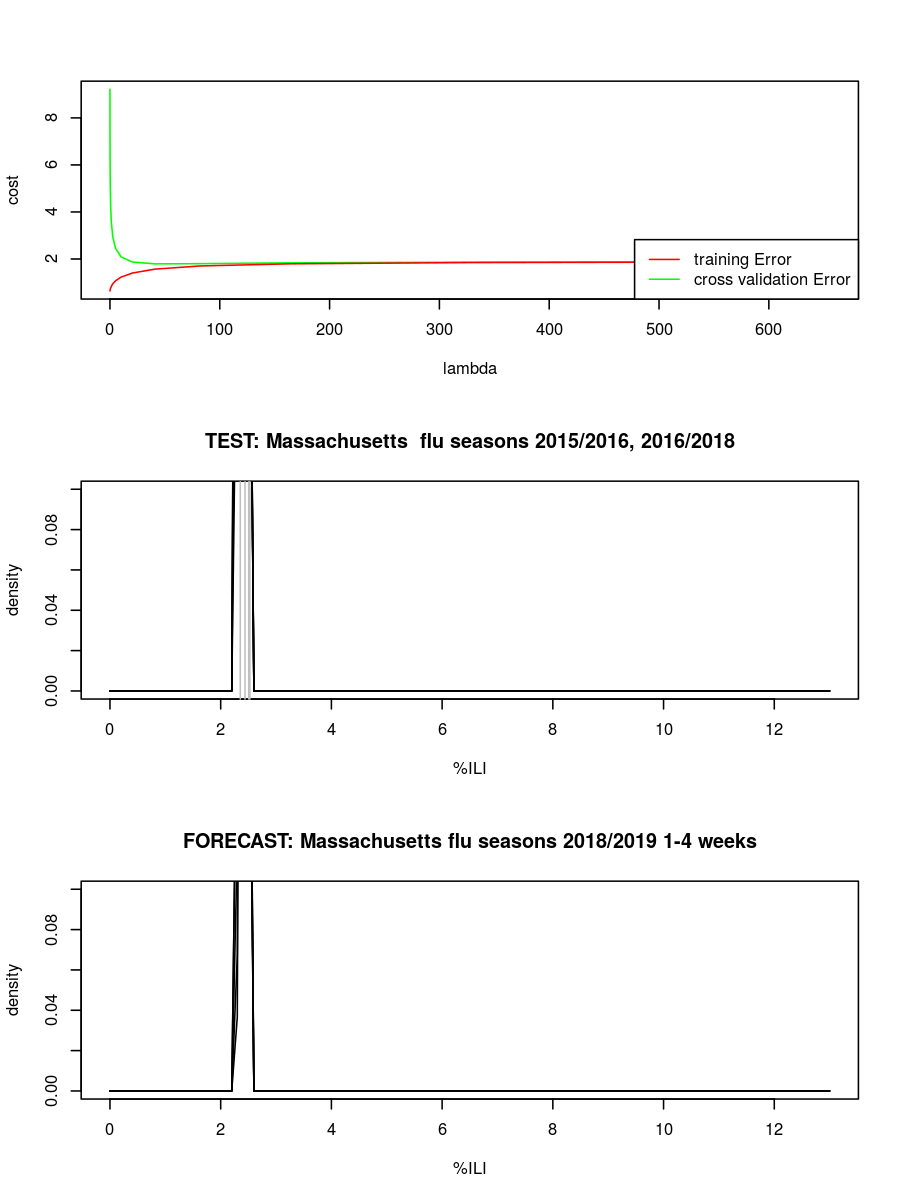 cost
8
6
4
2
training Error
cross validation Error
0 100 200 300 400 500 600
lambda
TEST: Massachusetts  flu seasons 2015/2016, 2016/2018
density
0.08
0.04
0.00
0 2 4 6 8 10 12
%ILI
FORECAST: Massachusetts flu seasons 2018/2019 1-4 weeks
density
0.08
0.04
0.00
0 2 4 6 8 10 12
%ILI